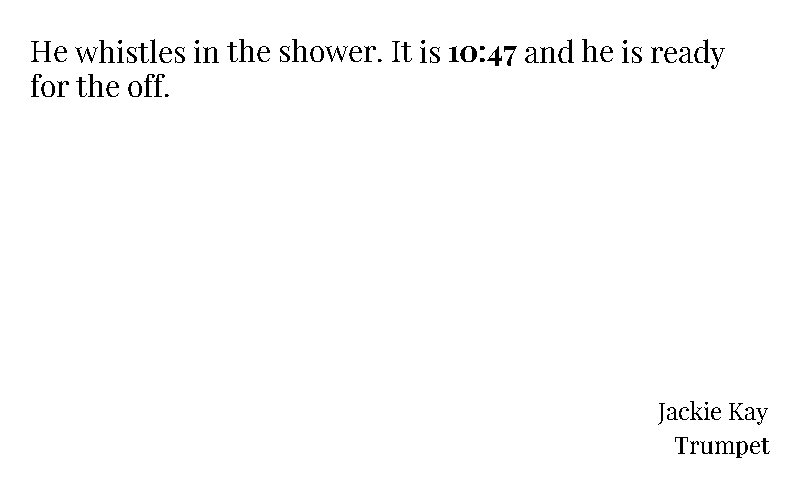 He whistles in the shower. It is 10:47 and he is ready
for the off.
Jackie Kay
Trumpet